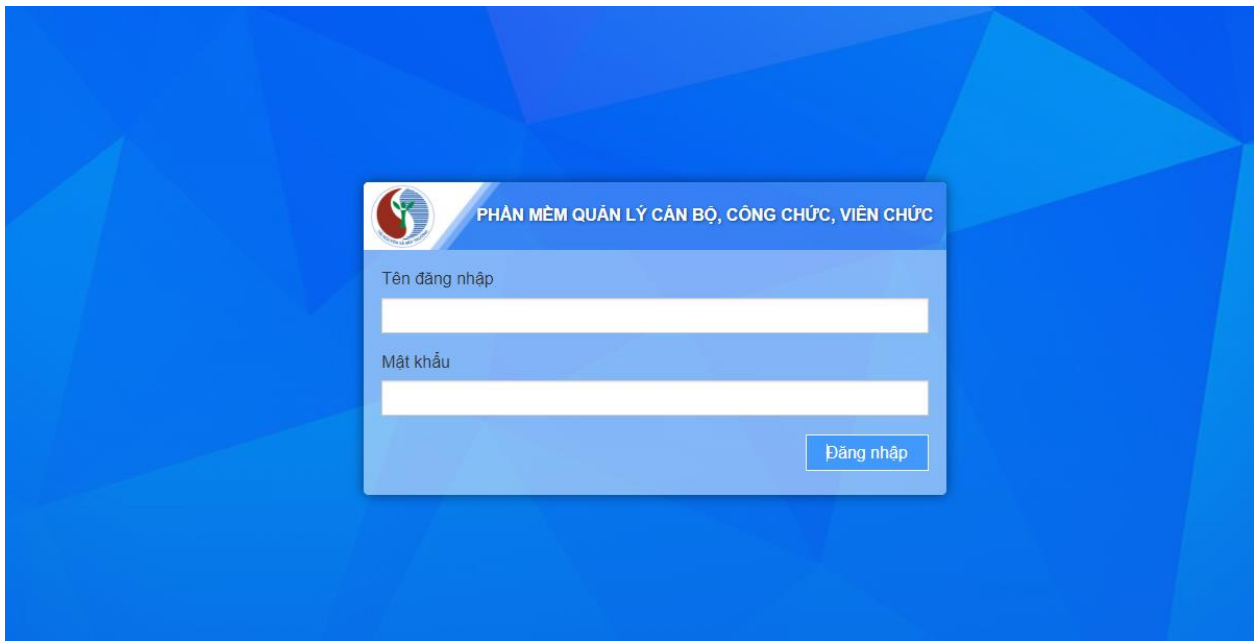 PHẦN MỀM QUẢN LÝ CÁN BỘ, CÔNG CHỨC, VIÊN CHỨC
Tên đăng nhập
Mật khẩu
Đăng nhập